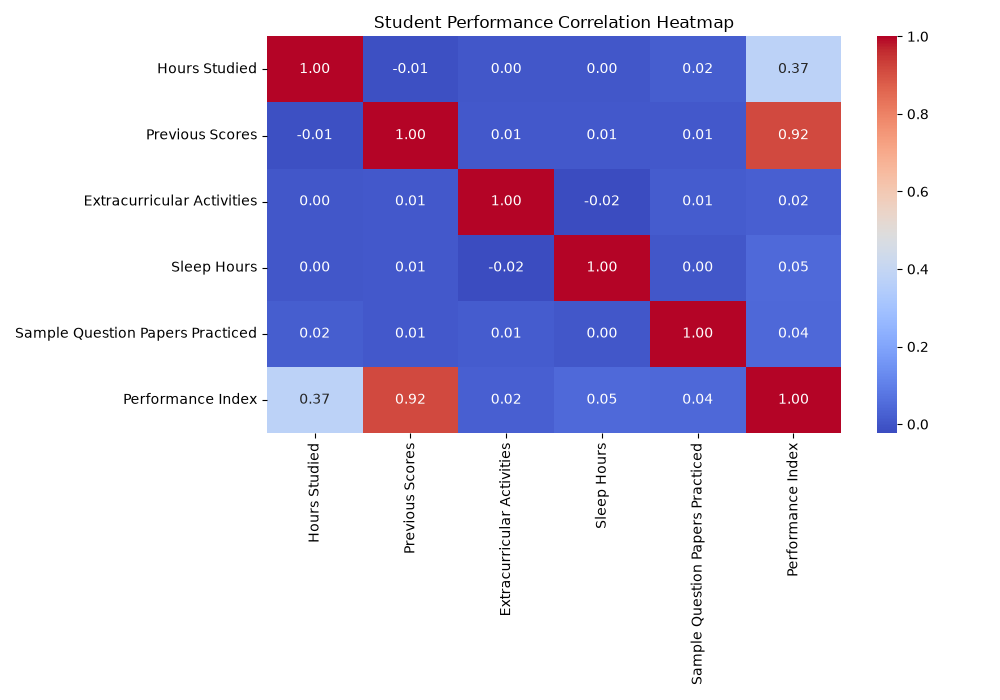 Student Performance Correlation Heatmap
Hours Studied 1.00 -0.01 0.00 0.00 0.02 0.37
Previous Scores -0.01 1.00 0.01 0.01 0.01 0.92
Extracurricular Activities 0.00 0.01 1.00 -0.02 0.01 0.02
Sleep Hours 0.00 0.01 -0.02 1.00 0.00 0.05
Sample Question Papers Practiced 0.02 0.01 0.01 0.00 1.00 0.04
Performance Index 0.37 0.92 0.02 0.05 0.04 1.00
Hours Studied
Previous Scores
Extracurricular Activities
Sleep Hours
Sample Question Papers Practiced
Performance Index
1.0
0.8
0.6
0.4
0.2
0.0